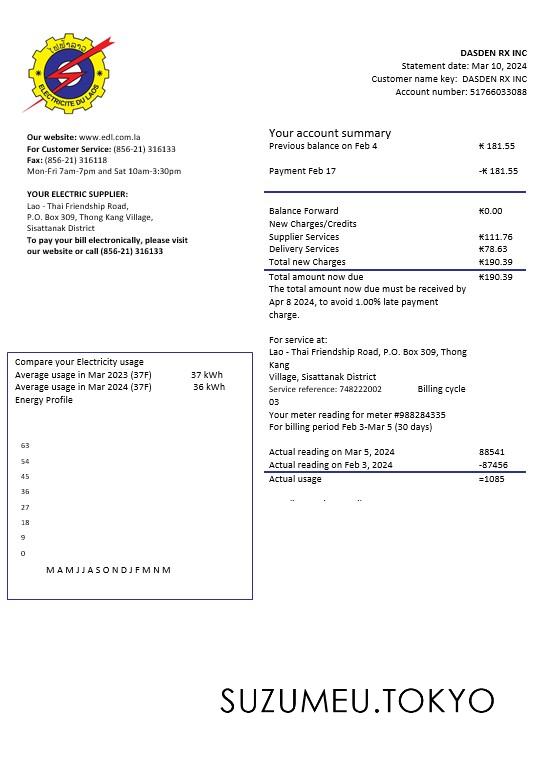 ໄຟຟ້າລາວ
ELECTRICITE DU LAOS
DASDEN RX INC
Statement date: Mar 10, 2024
Customer name key: DASDEN RX INC
Account number: 51766033088
Our website: www.edl.com.la
For Customer Service: (856-21) 316133
Fax: (856-21) 316118
Mon-Fri 7am-7pm and Sat 10am-3:30pm
YOUR ELECTRIC SUPPLIER:
Lao - Thai Friendship Road,
P.O. Box 309, Thong Kang Village,
Sisattanak District
To pay your bill electronically, please visit
our website or call (856-21) 316133
Your account summary
Previous balance on Feb 4 ₭ 181.55
Payment Feb 17 -₭ 181.55
Balance Forward ₭0.00
New Charges/Credits
Supplier Services ₭111.76
Delivery Services ₭78.63
Total new Charges ₭190.39
Total amount now due ₭190.39
The total amount now due must be received by
Apr 8 2024, to avoid 1.00% late payment
charge.
For service at:
Lao - Thai Friendship Road, P.O. Box 309, Thong
Kang
Village, Sisattanak District
Service reference: 748222002 Billing cycle
03
Your meter reading for meter #988284335
For billing period Feb 3-Mar 5 (30 days)
Actual reading on Mar 5, 2024 88541
Actual reading on Feb 3, 2024 -87456
Actual usage =1085
Compare your Electricity usage
Average usage in Mar 2023 (37F) 37 kWh
Average usage in Mar 2024 (37F) 36 kWh
Energy Profile
63
54
45
36
27
18
9
0
M A M J J A S O N D J F M N M
SUZUMEU.TOKYO